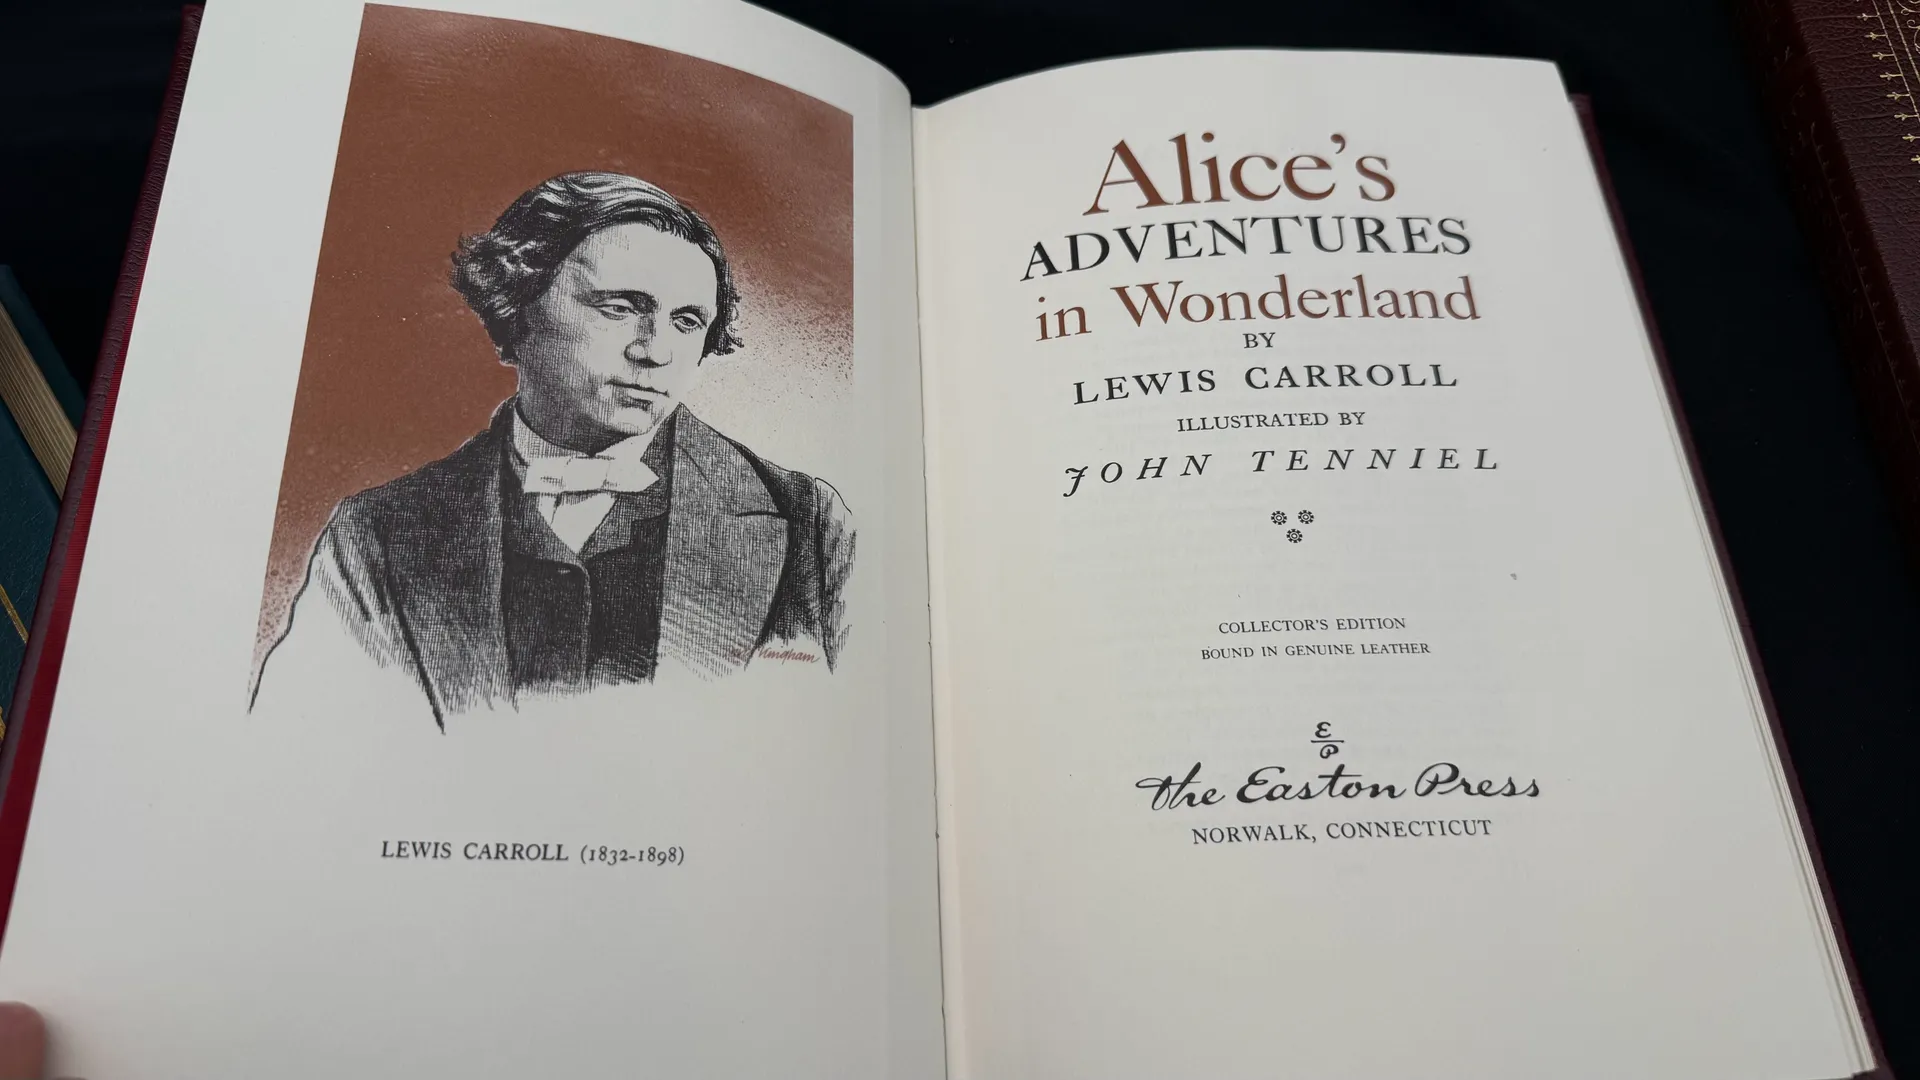 LEWIS CARROLL (1832-1898)
Alice's
ADVENTURES
in Wonderland
BY
LEWIS CARROLL
ILLUSTRATED BY
JOHN TENNIEL
COLLECTOR'S EDITION
BOUND IN GENUINE LEATHER
E
P
The Easton Press
NORWALK, CONNECTICUT